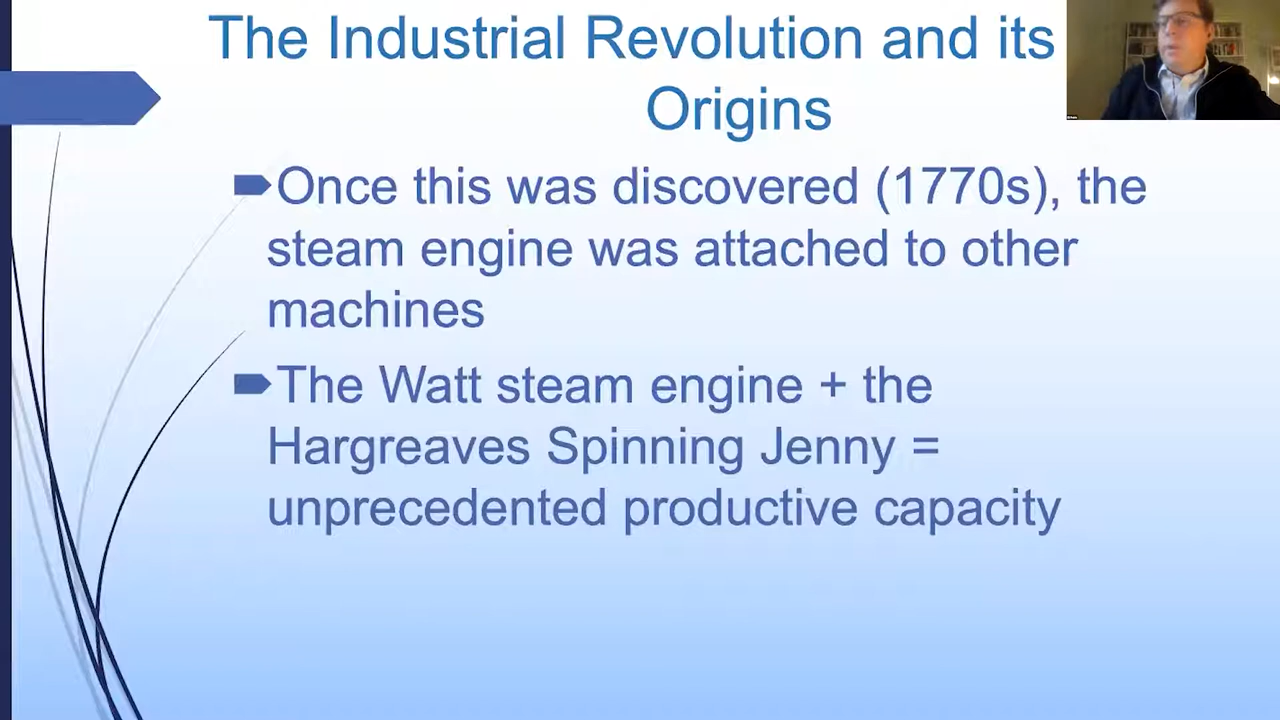 The Industrial Revolution and its
Origins
Once this was discovered (1770s), the
steam engine was attached to other
machines
The Watt steam engine + the
Hargreaves Spinning Jenny =
unprecedented productive capacity